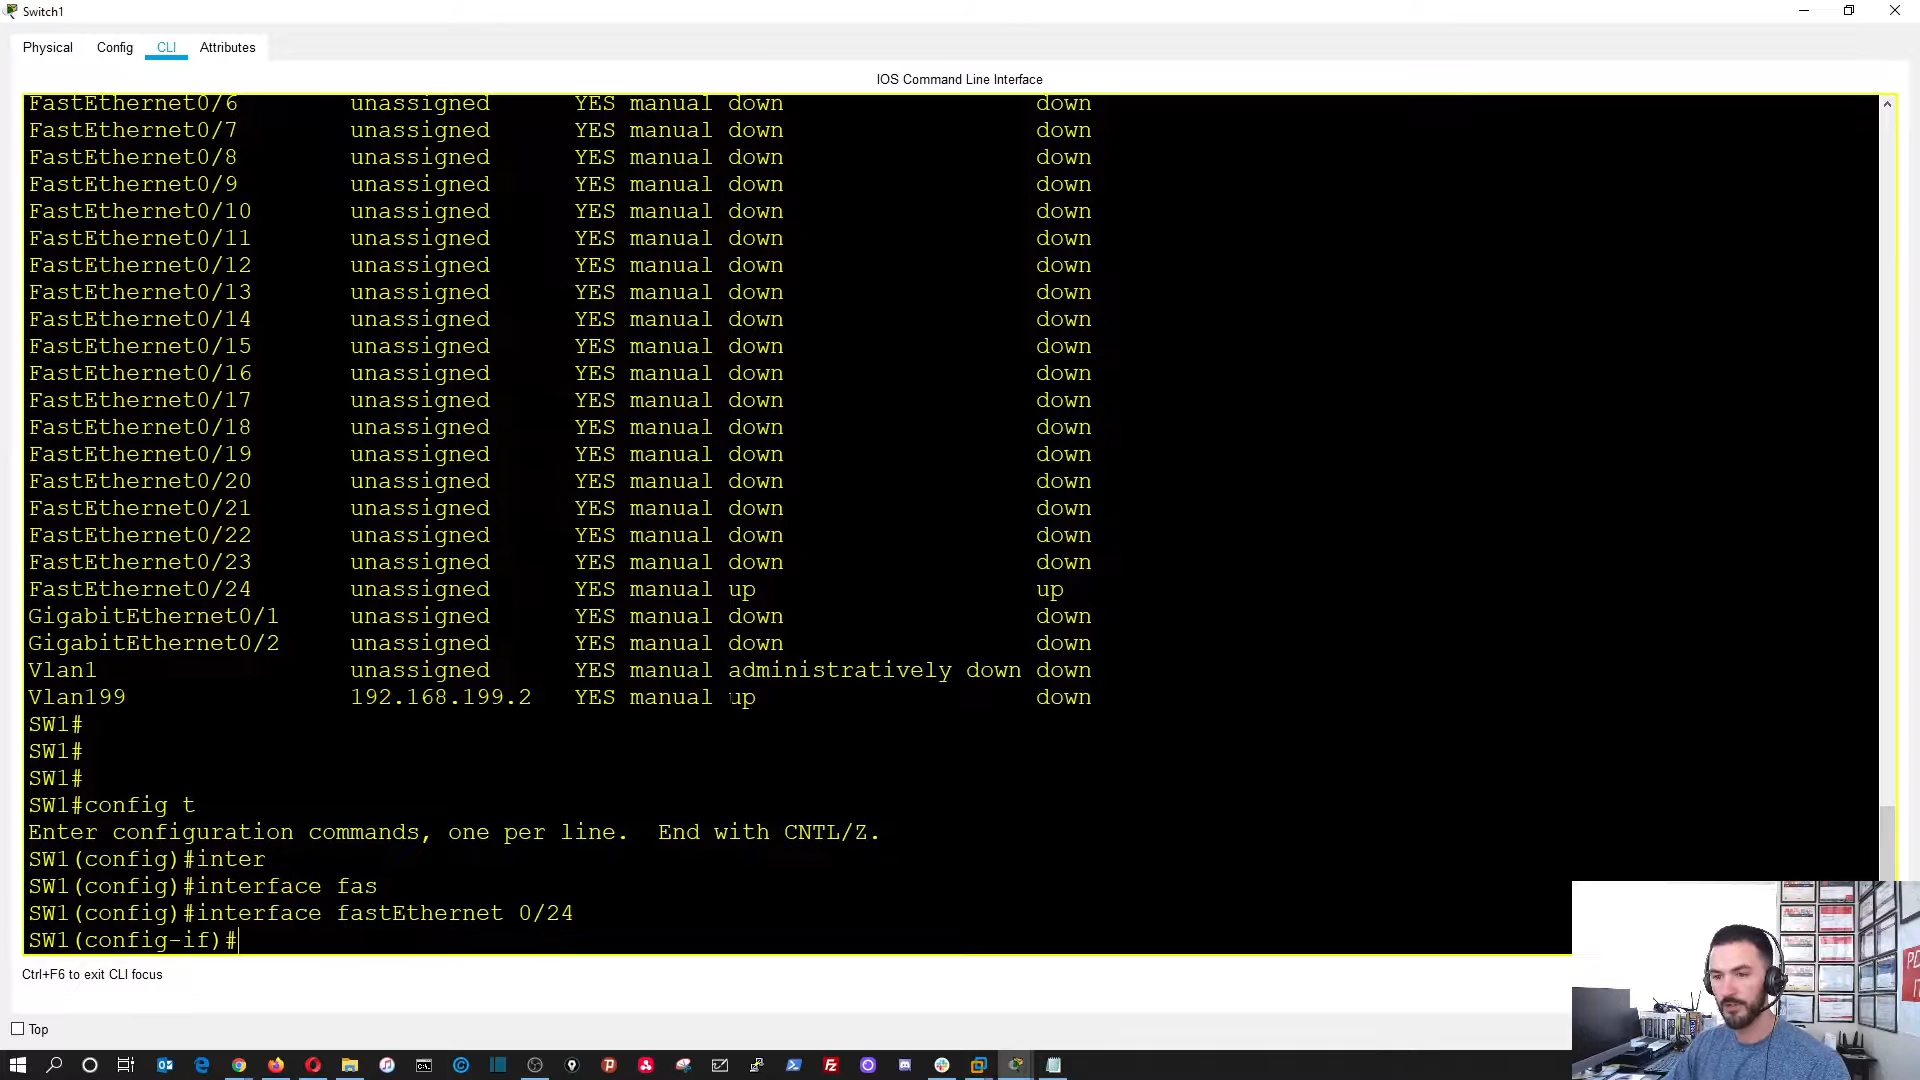 Switch1
Physical Config CLI Attributes
IOS Command Line Interface
FastEthernet0/6 unassigned YES manual down down
FastEthernet0/7 unassigned YES manual down down
FastEthernet0/8 unassigned YES manual down down
FastEthernet0/9 unassigned YES manual down down
FastEthernet0/10 unassigned YES manual down down
FastEthernet0/11 unassigned YES manual down down
FastEthernet0/12 unassigned YES manual down down
FastEthernet0/13 unassigned YES manual down down
FastEthernet0/14 unassigned YES manual down down
FastEthernet0/15 unassigned YES manual down down
FastEthernet0/16 unassigned YES manual down down
FastEthernet0/17 unassigned YES manual down down
FastEthernet0/18 unassigned YES manual down down
FastEthernet0/19 unassigned YES manual down down
FastEthernet0/20 unassigned YES manual down down
FastEthernet0/21 unassigned YES manual down down
FastEthernet0/22 unassigned YES manual down down
FastEthernet0/23 unassigned YES manual down down
FastEthernet0/24 unassigned YES manual up up
GigabitEthernet0/1 unassigned YES manual down down
GigabitEthernet0/2 unassigned YES manual down down
Vlan1 unassigned YES manual administratively down down
Vlan199 192.168.199.2 YES manual up down
SW1#
SW1#
SW1#
SW1#config t
Enter configuration commands, one per line. End with CNTL/Z.
SW1(config)#inter
SW1(config)#interface fas
SW1(config)#interface fastEthernet 0/24
SW1(config-if)#
Ctrl+F6 to exit CLI focus
Top